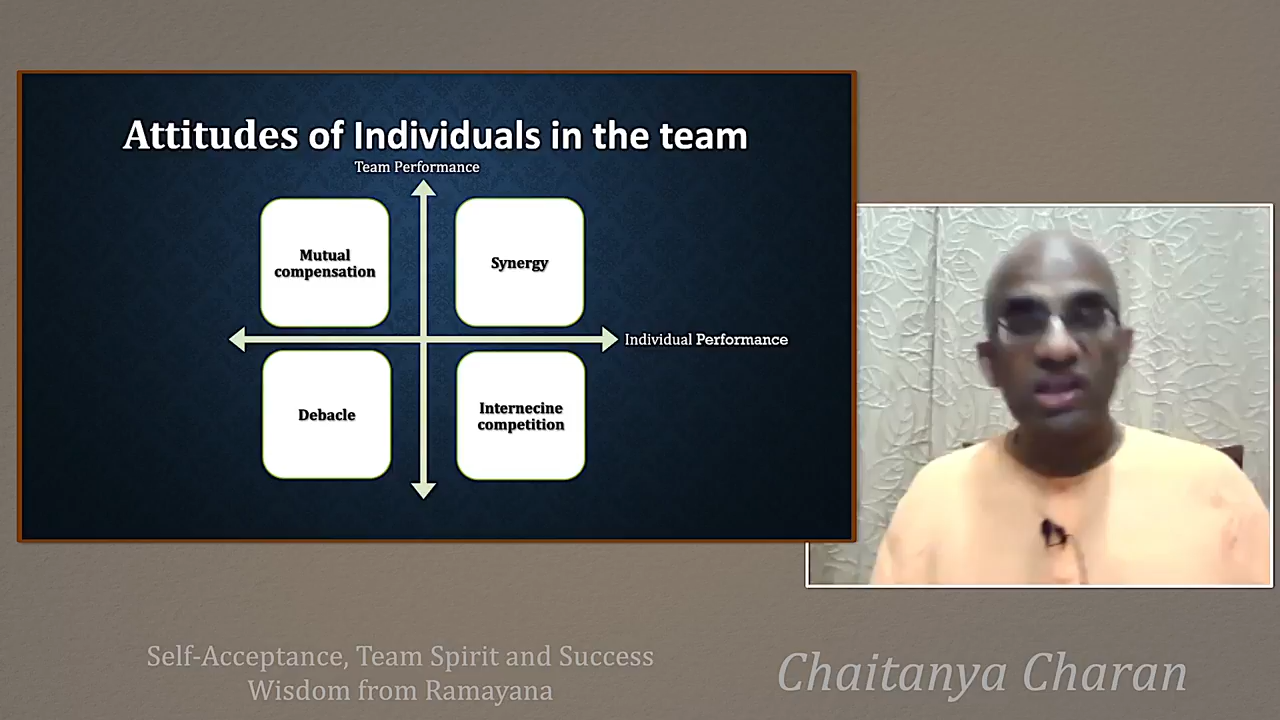 Attitudes of Individuals in the team
Team Performance
Mutual
compensation
Synergy
Individual Performance
Debacle
Internecine
competition
Self-Acceptance, Team Spirit and Success
Wisdom from Ramayana
Chaitanya Charan